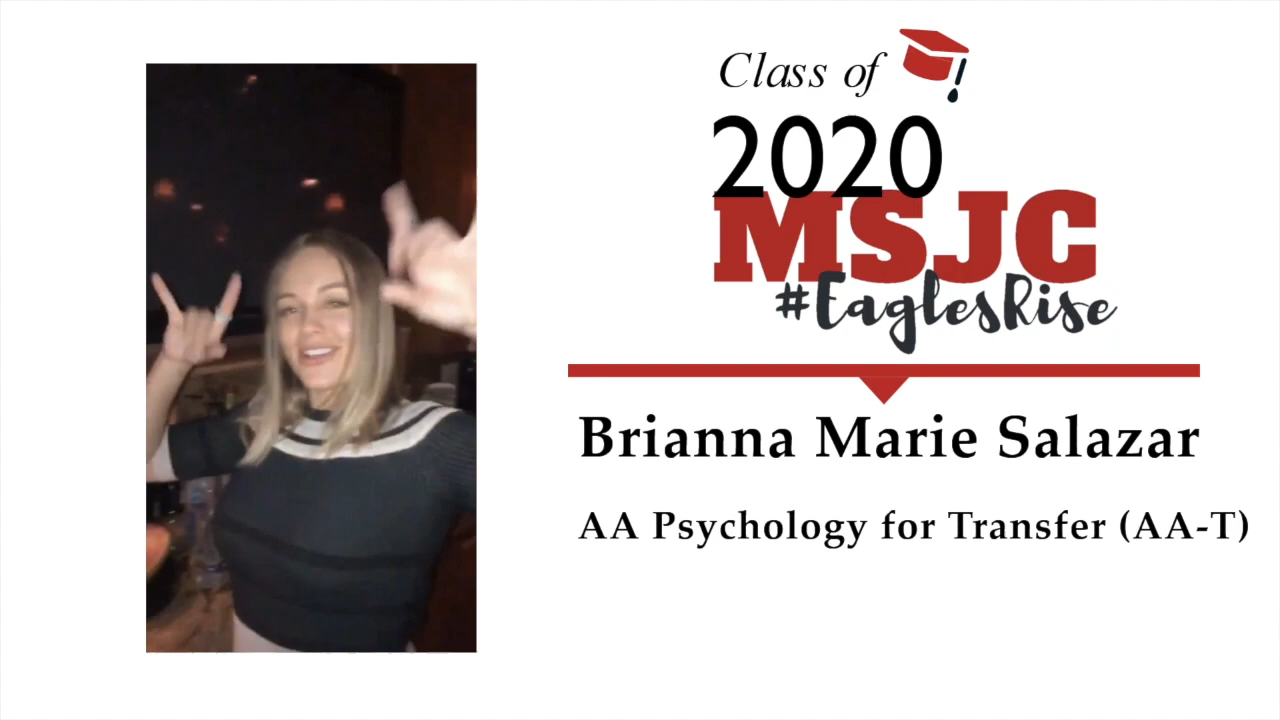 Class of
2020
MSJC
#EaglesRise
Brianna Marie Salazar
AA Psychology for Transfer (AA-T)